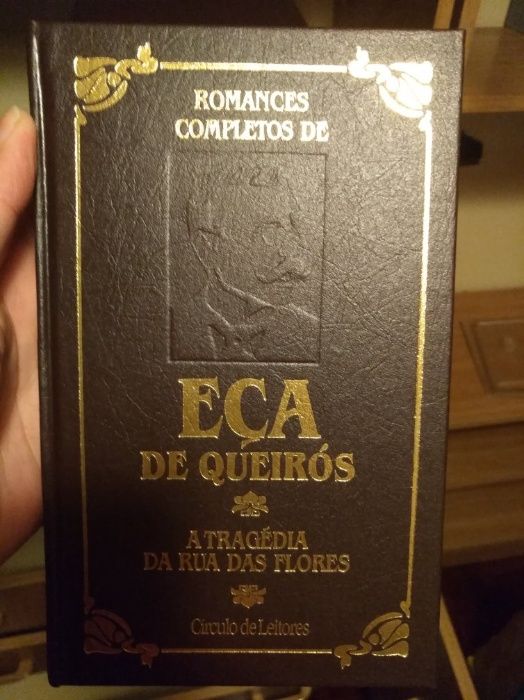 ROMANCES
COMPLETOS DE
EÇA
DE QUEIRÓS
A TRAGÉDIA
DA RUA DAS FLORES
Círculo de Leitores